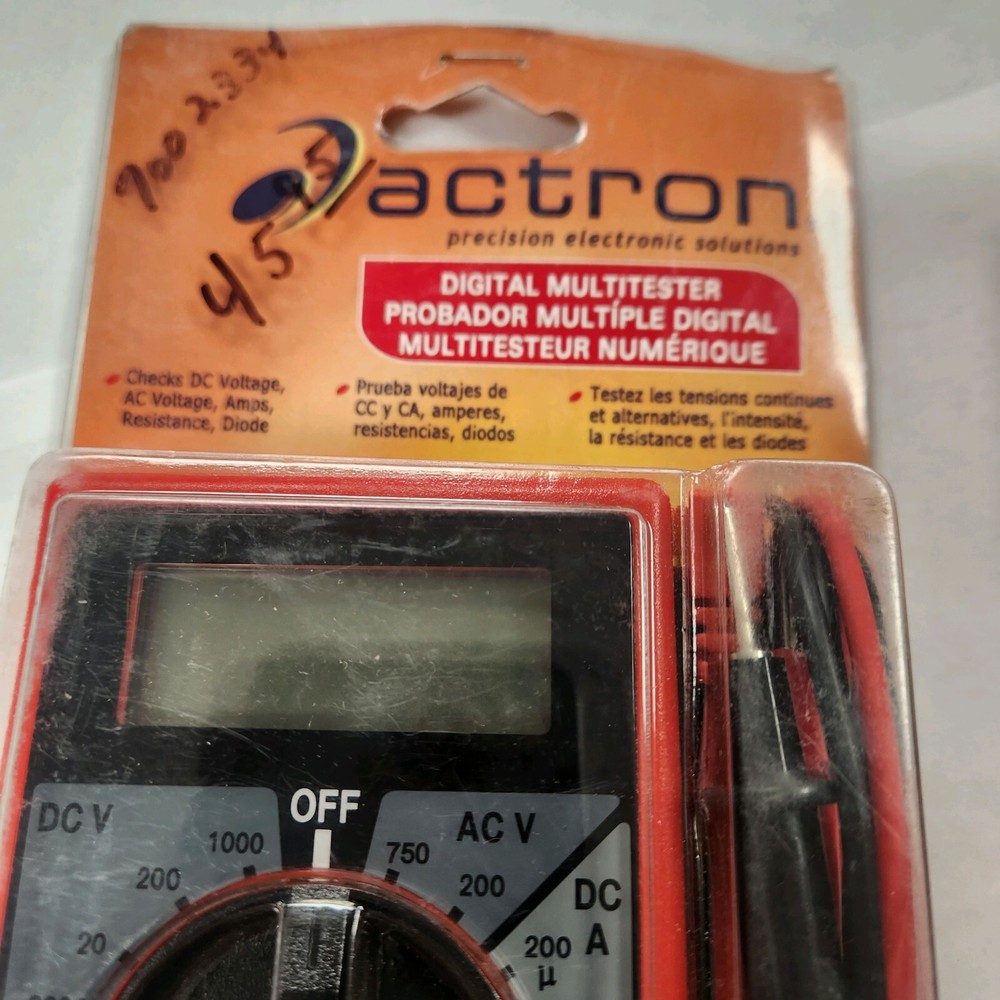 700 2334
45 95
actron
precision electronic solutions
DIGITAL MULTITESTER
PROBADOR MULTÍPLE DIGITAL
MULTITESTEUR NUMÉRIQUE
Checks DC Voltage,
AC Voltage, Amps,
Resistance, Diode
Prueba voltajes de
CC y CA, amperes,
resistencias, diodos
Testez les tensions continues
et alternatives, l'intensité,
la résistance et les diodes
OFF
DC V
1000
200
20
AC V
750
200
DC
A
200
µ